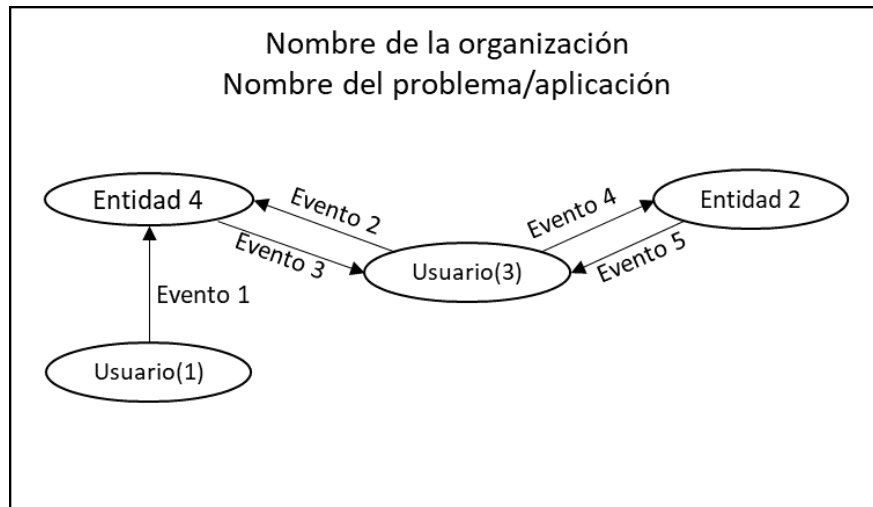 Nombre de la organización
Nombre del problema/aplicación
Entidad 4
Evento 2
Evento 4
Entidad 2
Evento 3
Usuario(3)
Evento 5
Evento 1
Usuario(1)